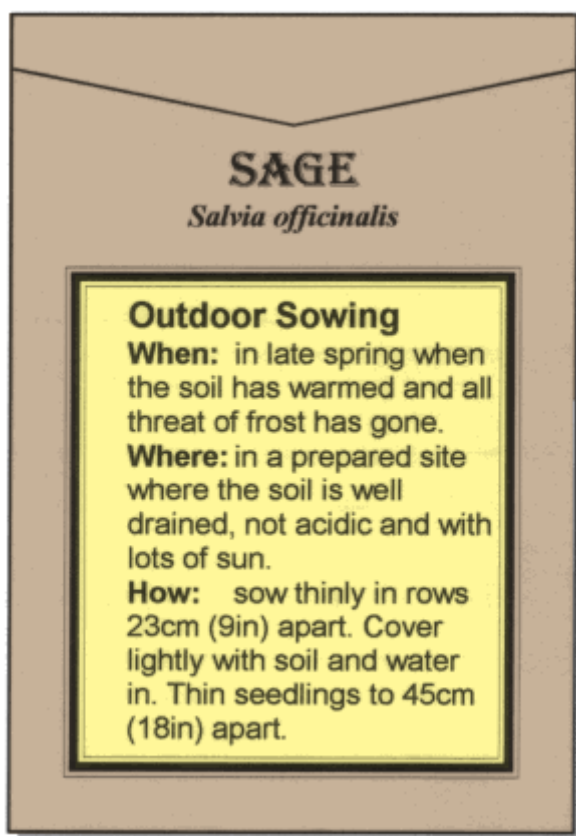 SAGE
Salvia officinalis
Outdoor Sowing
When: in late spring when
the soil has warmed and all
threat of frost has gone.
Where: in a prepared site
where the soil is well
drained, not acidic and with
lots of sun.
How: sow thinly in rows
23cm (9in) apart. Cover
lightly with soil and water
in. Thin seedlings to 45cm
(18in) apart.